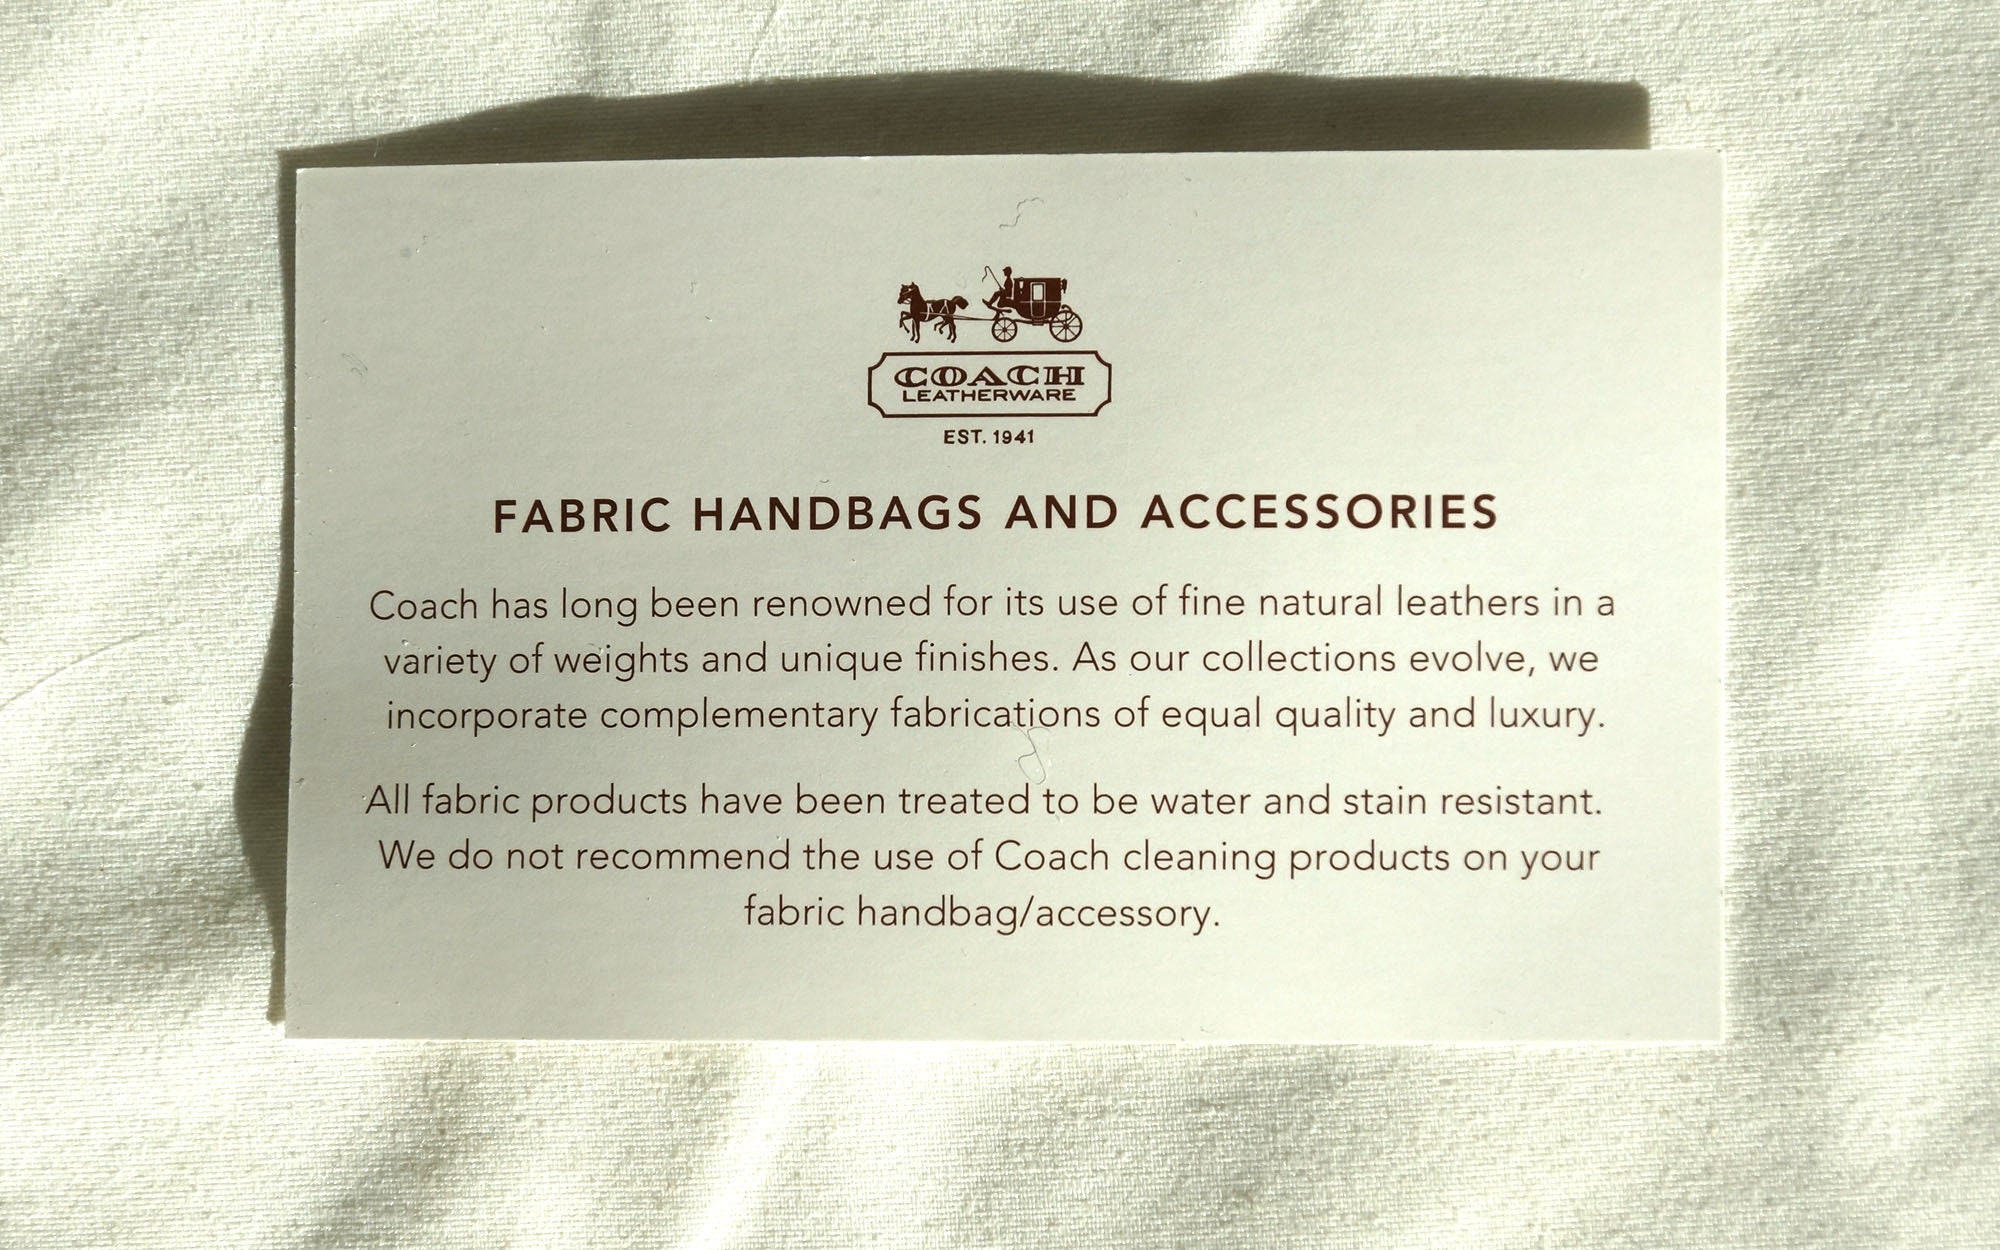 COACH
LEATHERWARE
EST. 1941
FABRIC HANDBAGS AND ACCESSORIES
Coach has long been renowned for its use of fine natural leathers in a
variety of weights and unique finishes. As our collections evolve, we
incorporate complementary fabrications of equal quality and luxury.
All fabric products have been treated to be water and stain resistant.
We do not recommend the use of Coach cleaning products on your
fabric handbag/accessory.